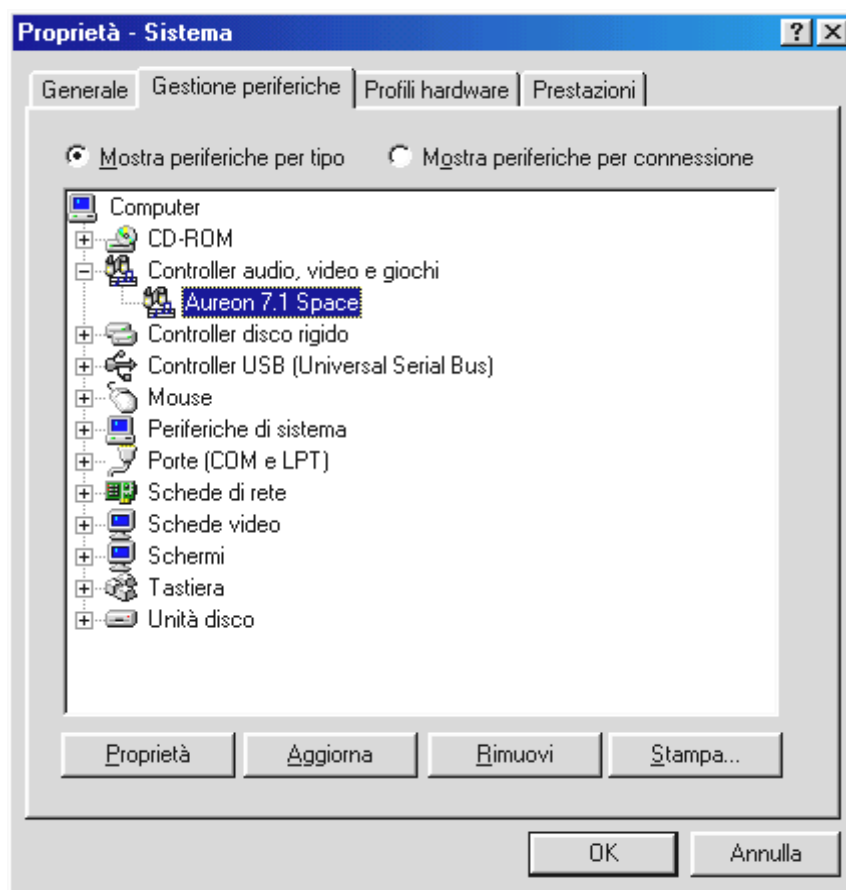 Proprietà - Sistema
Generale Gestione periferiche Profili hardware Prestazioni
Mostra periferiche per tipo Mostra periferiche per connessione
Computer
CD-ROM
Controller audio, video e giochi
Aureon 7.1 Space
Controller disco rigido
Controller USB (Universal Serial Bus)
Mouse
Periferiche di sistema
Porte (COM e LPT)
Schede di rete
Schede video
Schermi
Tastiera
Unità disco
Proprietà Aggiorna Rimuovi Stampa...
OK Annulla